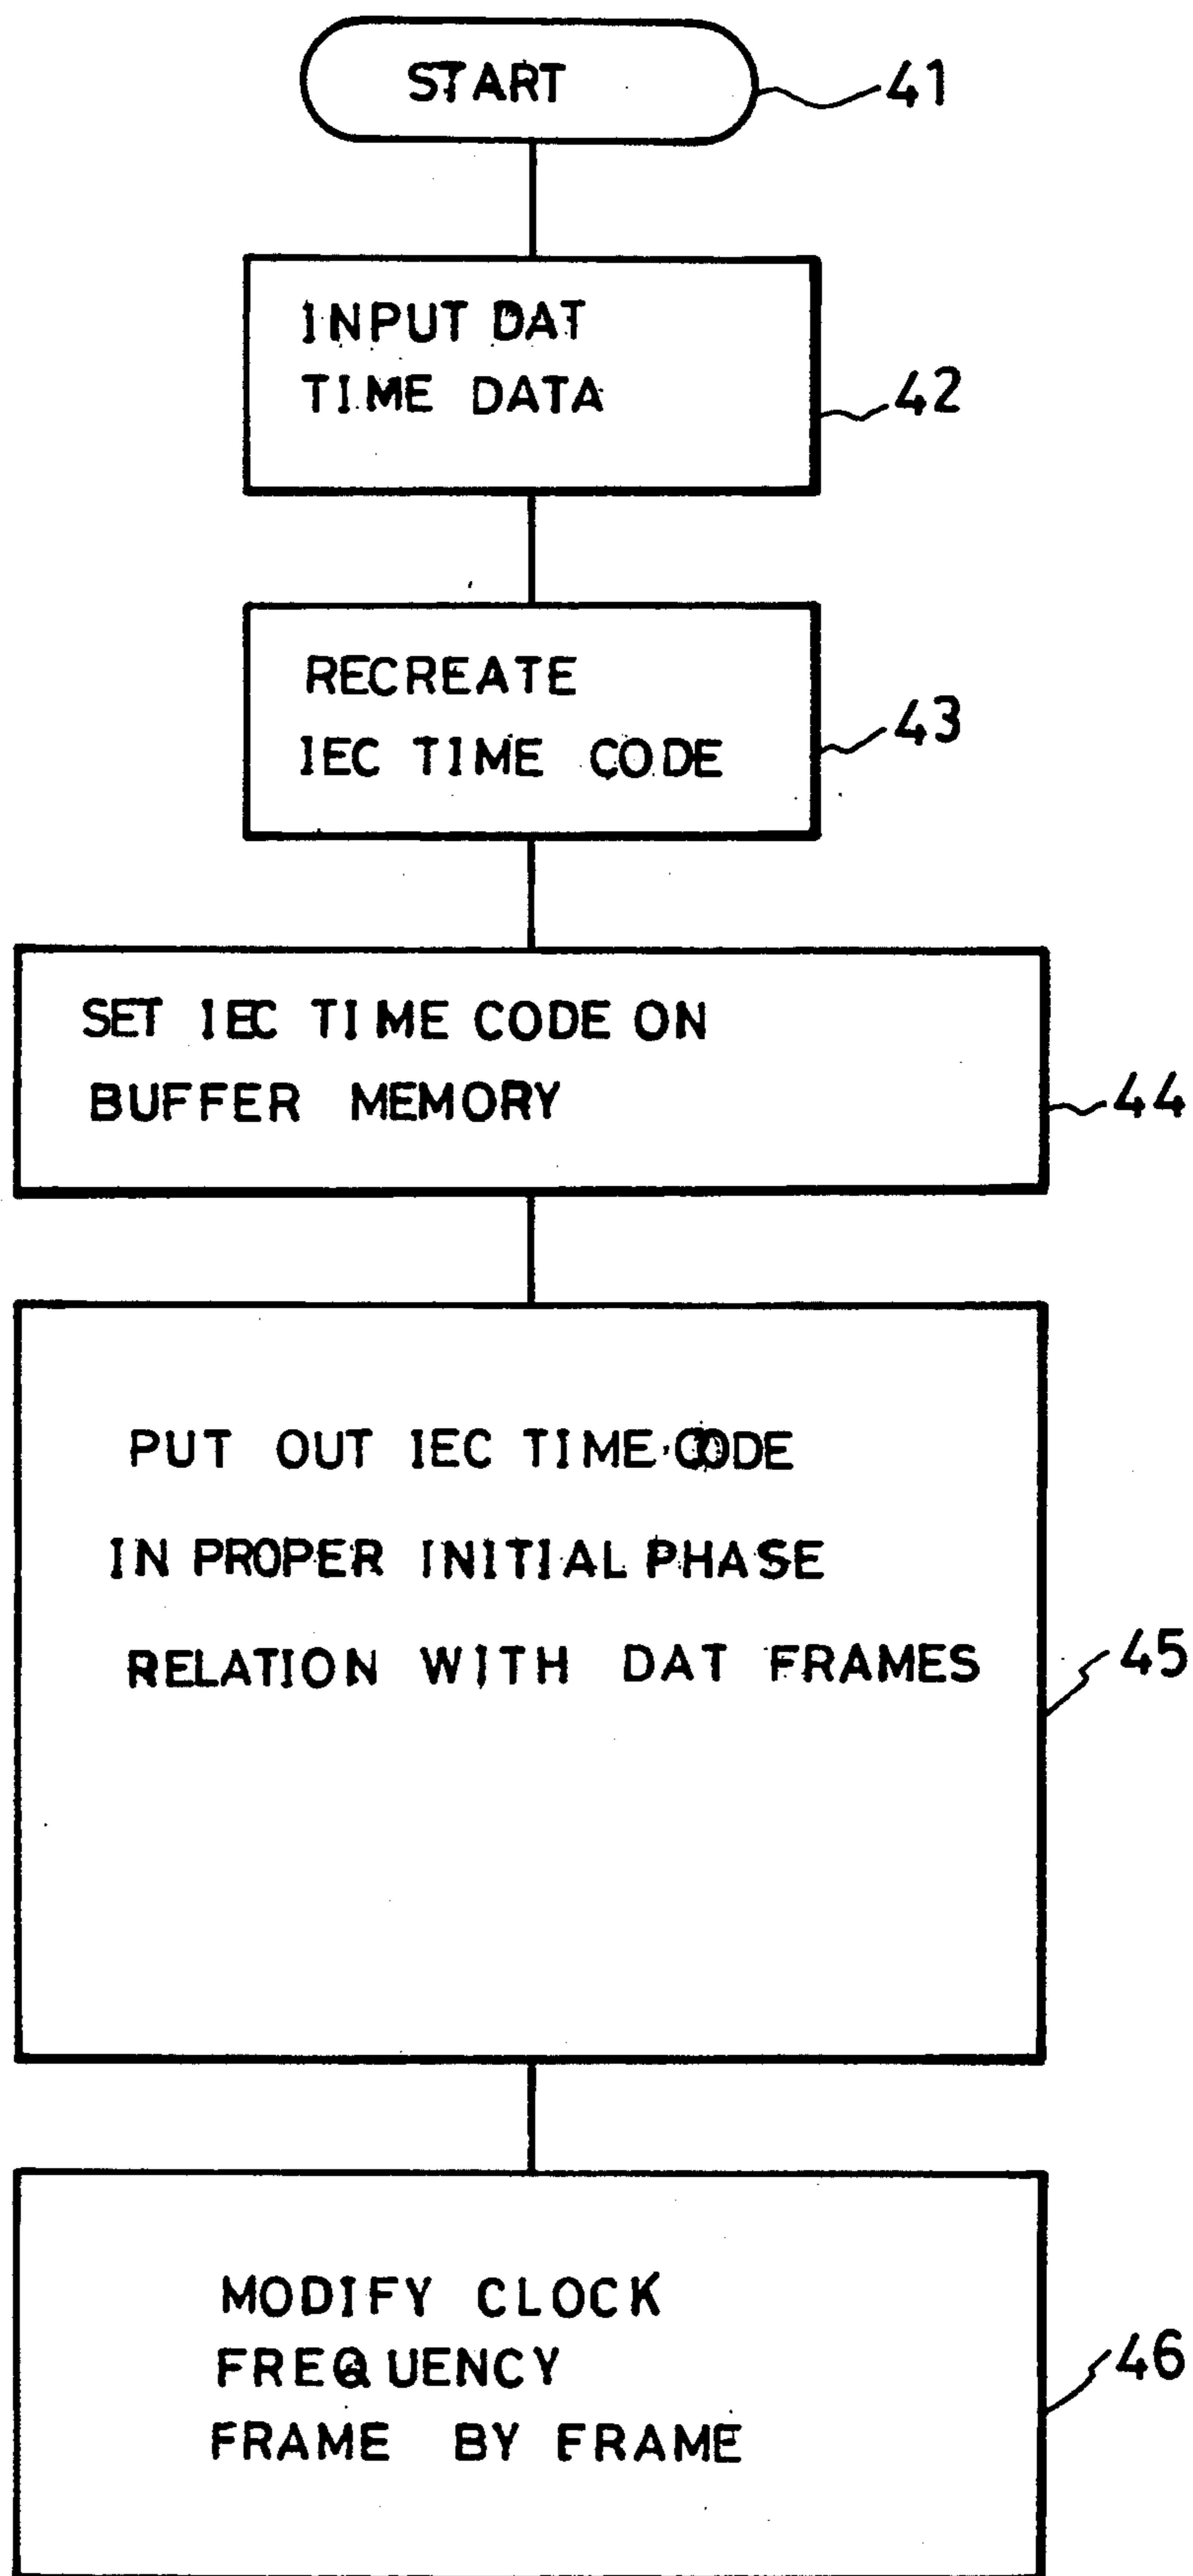 START
41
INPUT DAT
TIME DATA
42
RECREATE
IEC TIME CODE
43
SET IEC TIME CODE ON
BUFFER MEMORY
44
PUT OUT IEC TIME CODE
IN PROPER INITIAL PHASE
RELATION WITH DAT FRAMES
45
MODIFY CLOCK
FREQUENCY
FRAME BY FRAME
46